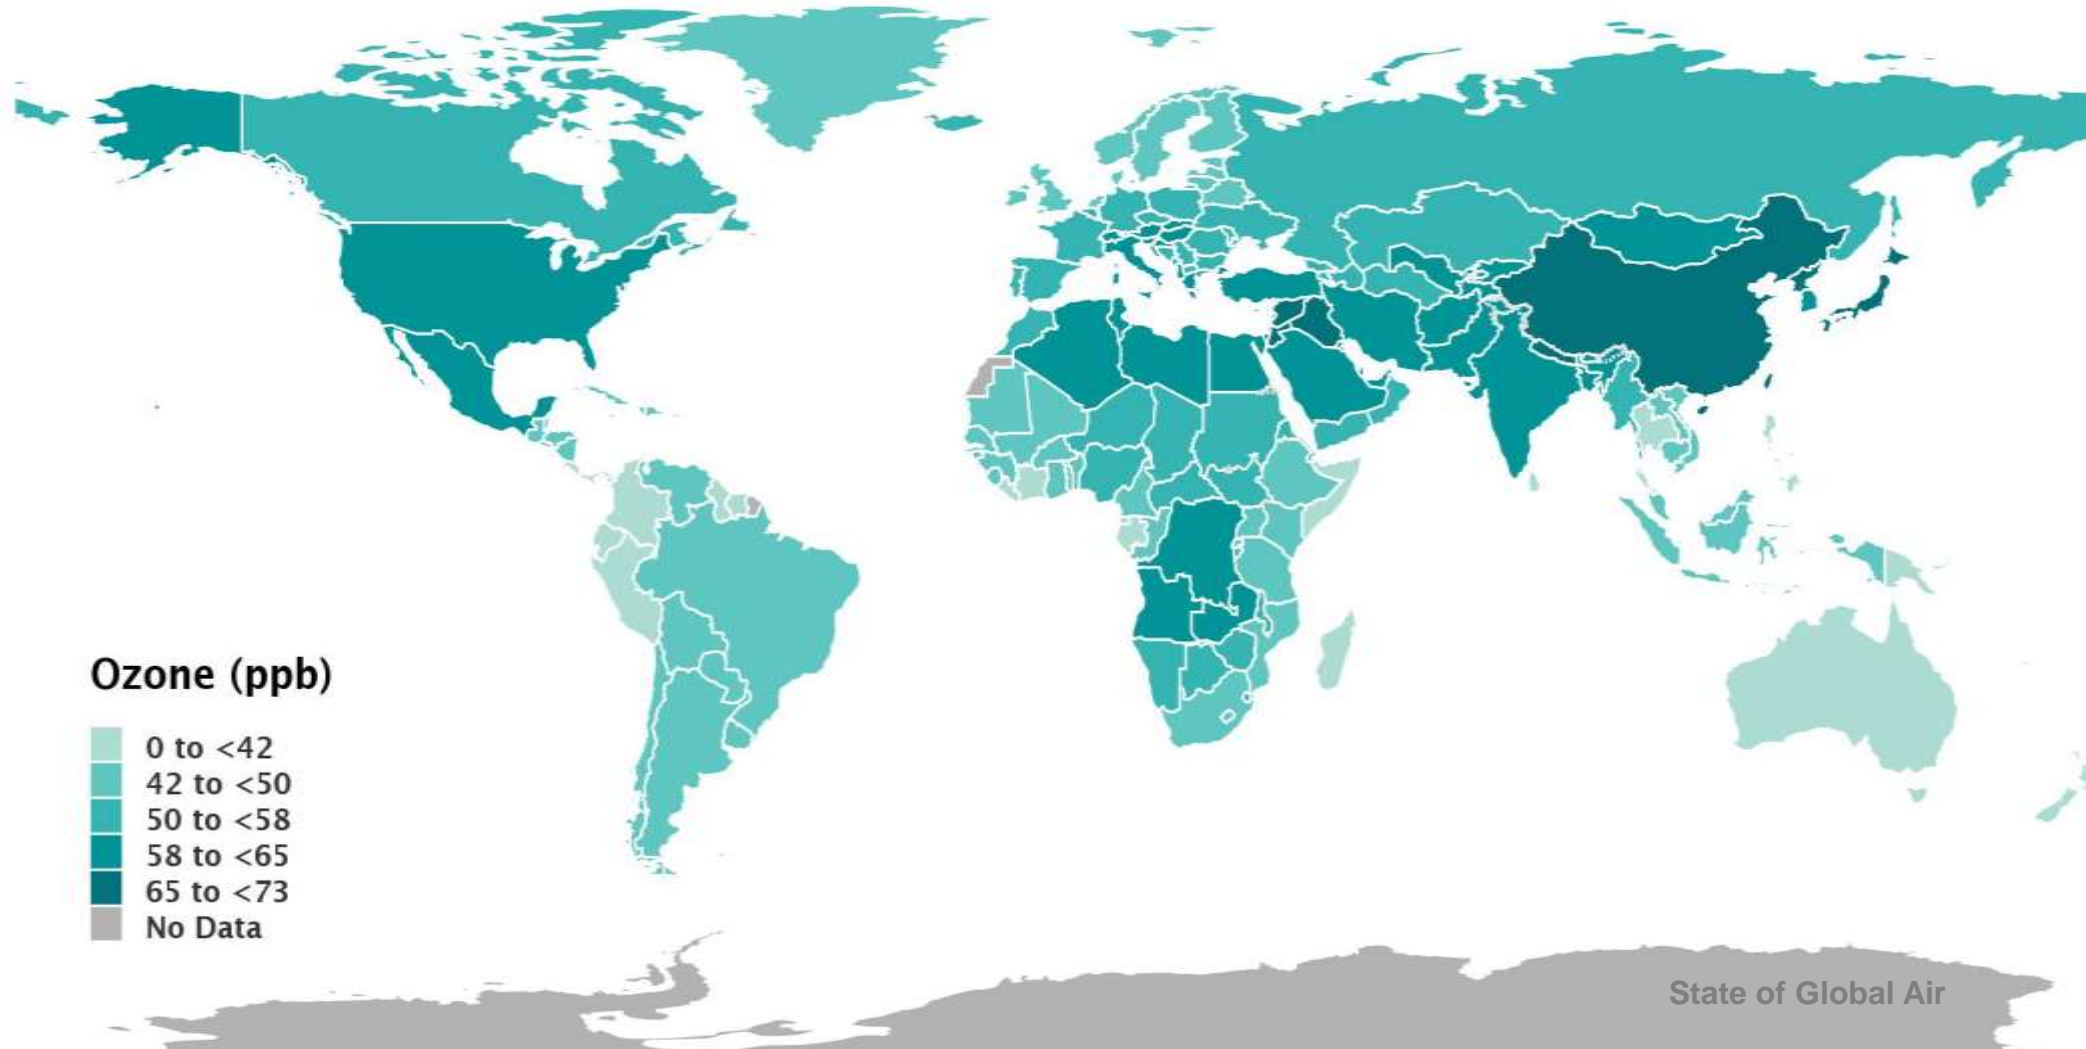 Ozone (ppb)
0 to <42
42 to <50
50 to <58
58 to <65
65 to <73
No Data
State of Global Air